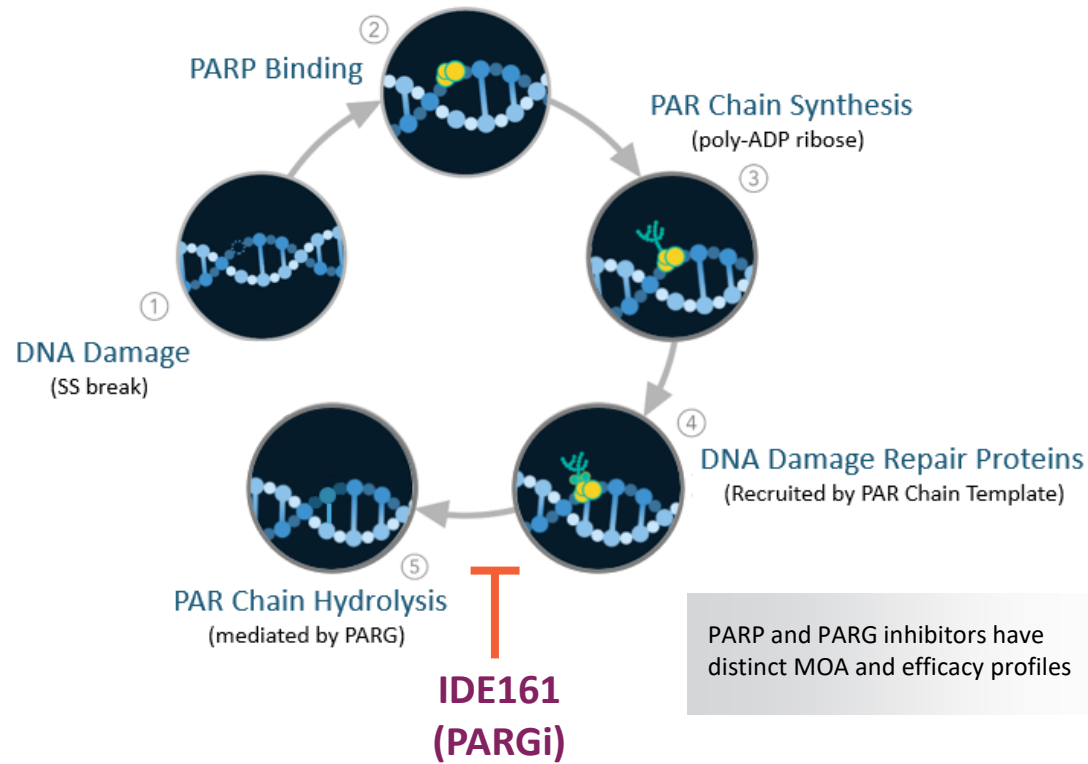 ①
DNA Damage
(SS break)
②
PARP Binding
PAR Chain Synthesis
(poly-ADP ribose)
③
④
DNA Damage Repair Proteins
(Recruited by PAR Chain Template)
⑤
PAR Chain Hydrolysis
(mediated by PARG)
IDE161
(PARGi)
PARP and PARG inhibitors have
distinct MOA and efficacy profiles